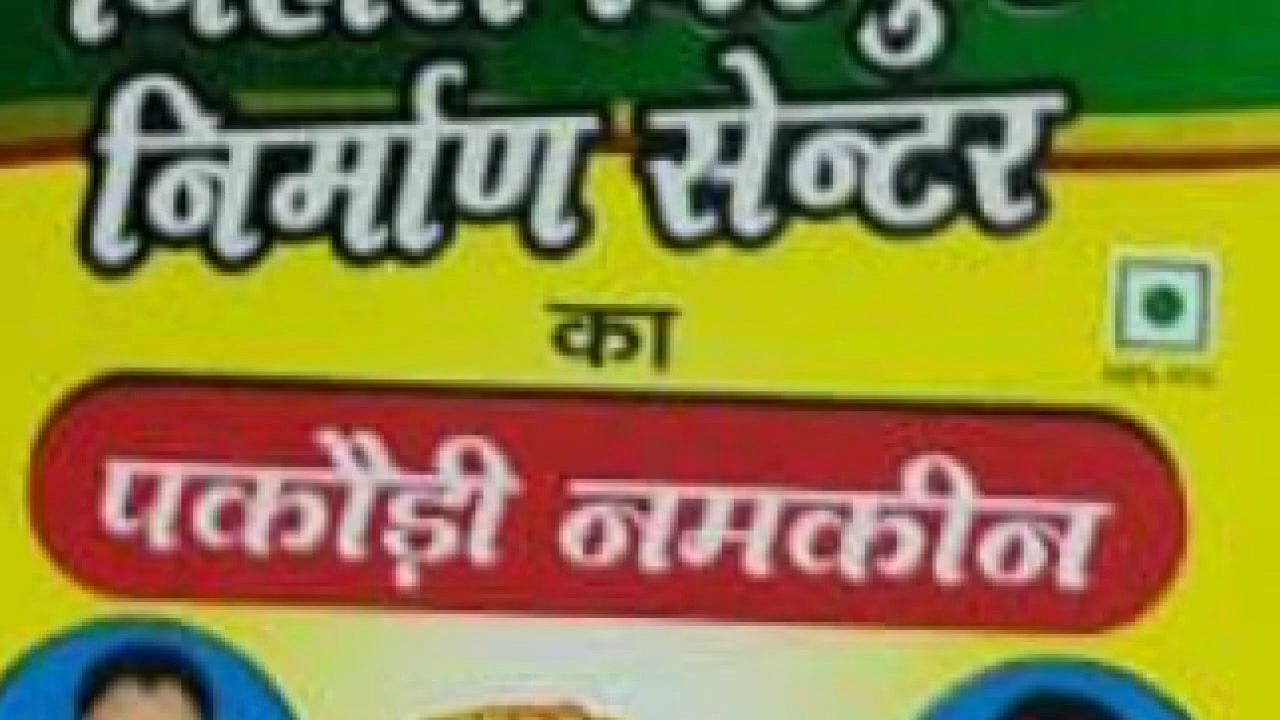 निर्माण सेन्टर
का
पकौड़ी नमकीन